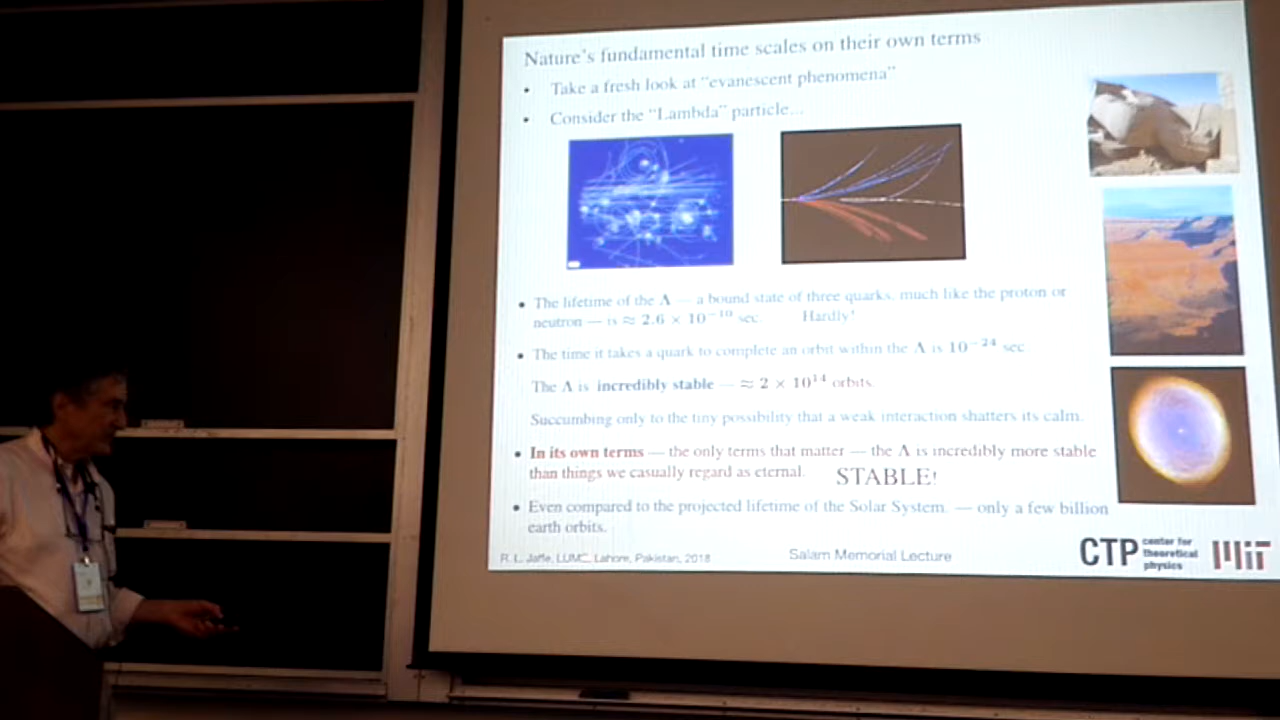 Nature's fundamental time scales on their own terms
• Take a fresh look at "evanescent phenomena"
• Consider the "Lambda" particle...
• The lifetime of the Λ — a bound state of three quarks, much like the proton or
neutron — is ≈ 2.6 × 10⁻¹⁰ sec. Hardly!
• The time it takes a quark to complete an orbit within the Λ is 10⁻²⁴ sec.
The Λ is incredibly stable — ≈ 2 × 10¹⁴ orbits.
Succumbing only to the tiny possibility that a weak interaction shatters its calm.
• In its own terms — the only terms that matter — the Λ is incredibly more stable
than things we casually regard as eternal. STABLE!
• Even compared to the projected lifetime of the Solar System. — only a few billion
earth orbits.
R. L. Jaffe, LUMC, Lahore, Pakistan, 2018
Salam Memorial Lecture
CTP center for
theoretical
physics
MIT